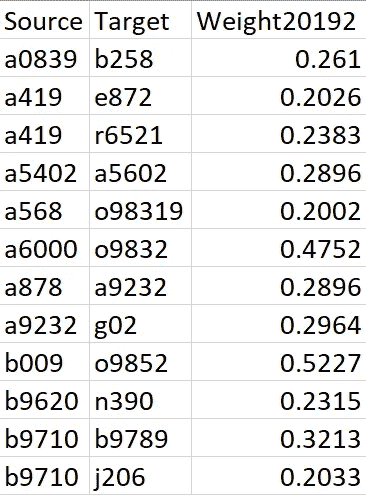 Source Target Weight20192
a0839 b258 0.261
a419 e872 0.2026
a419 r6521 0.2383
a5402 a5602 0.2896
a568 o98319 0.2002
a6000 o9832 0.4752
a878 a9232 0.2896
a9232 g02 0.2964
b009 o9852 0.5227
b9620 n390 0.2315
b9710 b9789 0.3213
b9710 j206 0.2033